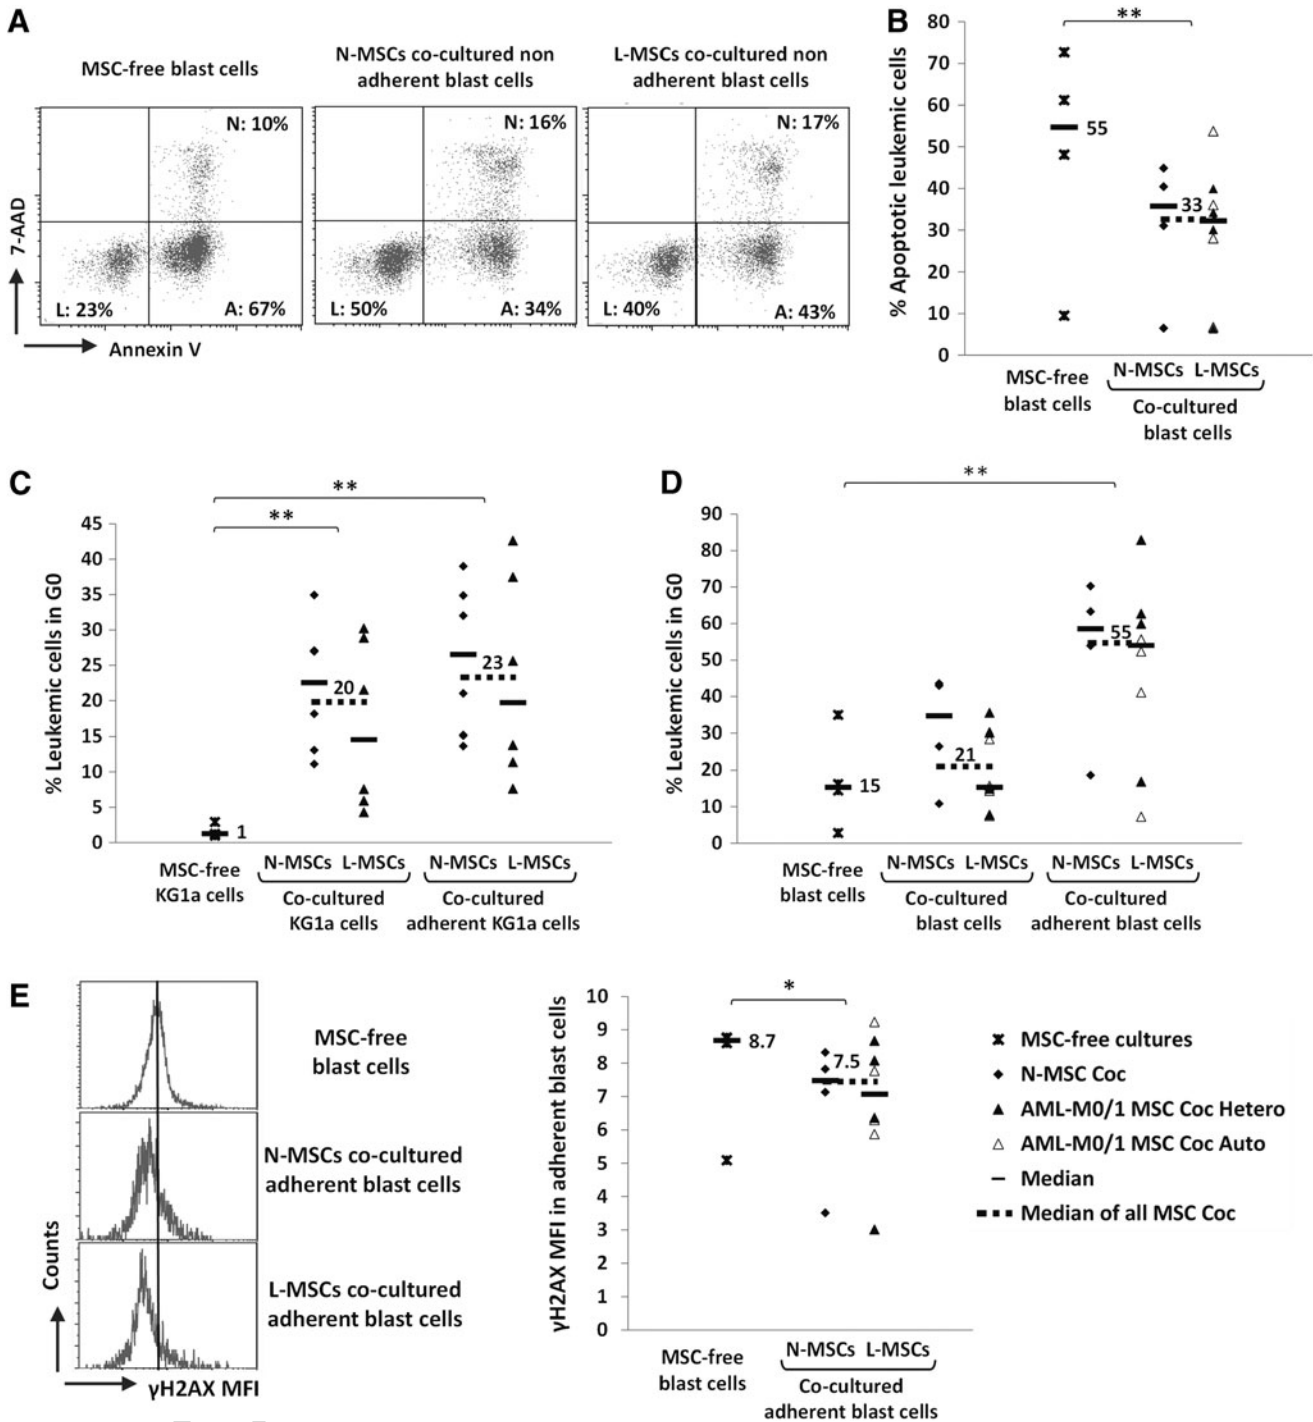 A
MSC-free blast cells
N-MSCs co-cultured non
adherent blast cells
L-MSCs co-cultured non
adherent blast cells
N: 10%
L: 23%
A: 67%
N: 16%
L: 50%
A: 34%
N: 17%
L: 40%
A: 43%
7-AAD
Annexin V
B
**
% Apoptotic leukemic cells
80
70
60
50
40
30
20
10
0
55
33
MSC-free
blast cells
N-MSCs L-MSCs
Co-cultured
blast cells
C
**
**
% Leukemic cells in G0
45
40
35
30
25
20
15
10
5
0
1
20
23
MSC-free
KG1a cells
N-MSCs L-MSCs
Co-cultured
KG1a cells
N-MSCs L-MSCs
Co-cultured
adherent KG1a cells
D
**
% Leukemic cells in G0
90
80
70
60
50
40
30
20
10
0
15
21
55
MSC-free
blast cells
N-MSCs L-MSCs
Co-cultured
blast cells
N-MSCs L-MSCs
Co-cultured
adherent blast cells
E
MSC-free
blast cells
N-MSCs co-cultured
adherent blast cells
L-MSCs co-cultured
adherent blast cells
Counts
γH2AX MFI
*
γH2AX MFI in adherent blast cells
10
9
8
7
6
5
4
3
2
1
0
8.7
7.5
MSC-free
blast cells
N-MSCs L-MSCs
Co-cultured
adherent blast cells
MSC-free cultures
N-MSC Coc
AML-M0/1 MSC Coc Hetero
AML-M0/1 MSC Coc Auto
Median
Median of all MSC Coc